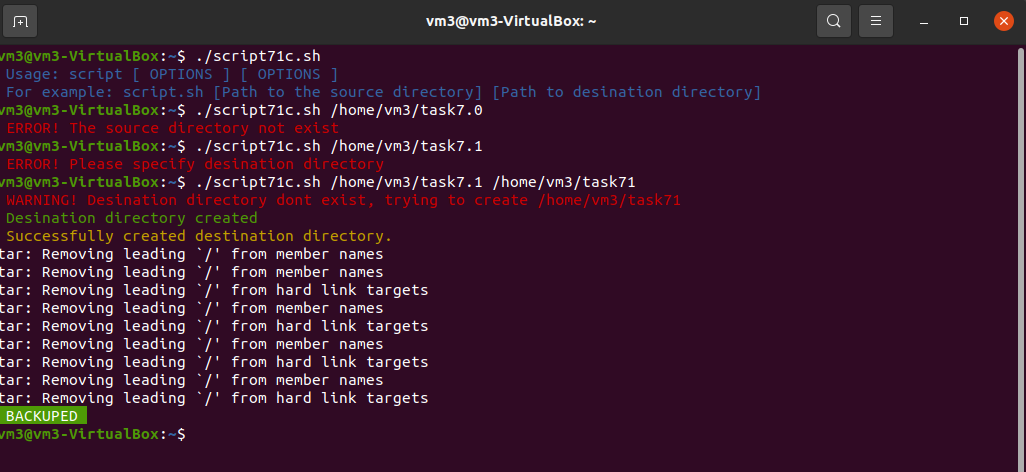 vm3@vm3-VirtualBox: ~
vm3@vm3-VirtualBox:~$ ./script71c.sh
Usage: script [ OPTIONS ] [ OPTIONS ]
For example: script.sh [Path to the source directory] [Path to desination directory]
vm3@vm3-VirtualBox:~$ ./script71c.sh /home/vm3/task7.0
ERROR! The source directory not exist
vm3@vm3-VirtualBox:~$ ./script71c.sh /home/vm3/task7.1
ERROR! Please specify desination directory
vm3@vm3-VirtualBox:~$ ./script71c.sh /home/vm3/task7.1 /home/vm3/task71
WARNING! Desination directory dont exist, trying to create /home/vm3/task71
Desination directory created
Successfully created destination directory.
tar: Removing leading `/' from member names
tar: Removing leading `/' from member names
tar: Removing leading `/' from hard link targets
tar: Removing leading `/' from member names
tar: Removing leading `/' from hard link targets
tar: Removing leading `/' from member names
tar: Removing leading `/' from hard link targets
tar: Removing leading `/' from member names
tar: Removing leading `/' from hard link targets
BACKUPED
vm3@vm3-VirtualBox:~$